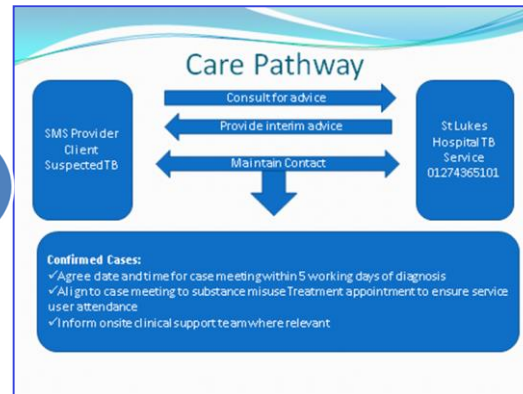 Care Pathway
SMS Provider
Client
Suspected TB
Consult for advice
Provide interim advice
Maintain Contact
St Lukes
Hospital TB
Service
01274365101
Confirmed Cases:
✓Agree date and time for case meeting within 5 working days of diagnosis
✓Align to case meeting to substance misuse Treatment appointment to ensure service
user attendance
✓Inform onsite clinical support team where relevant